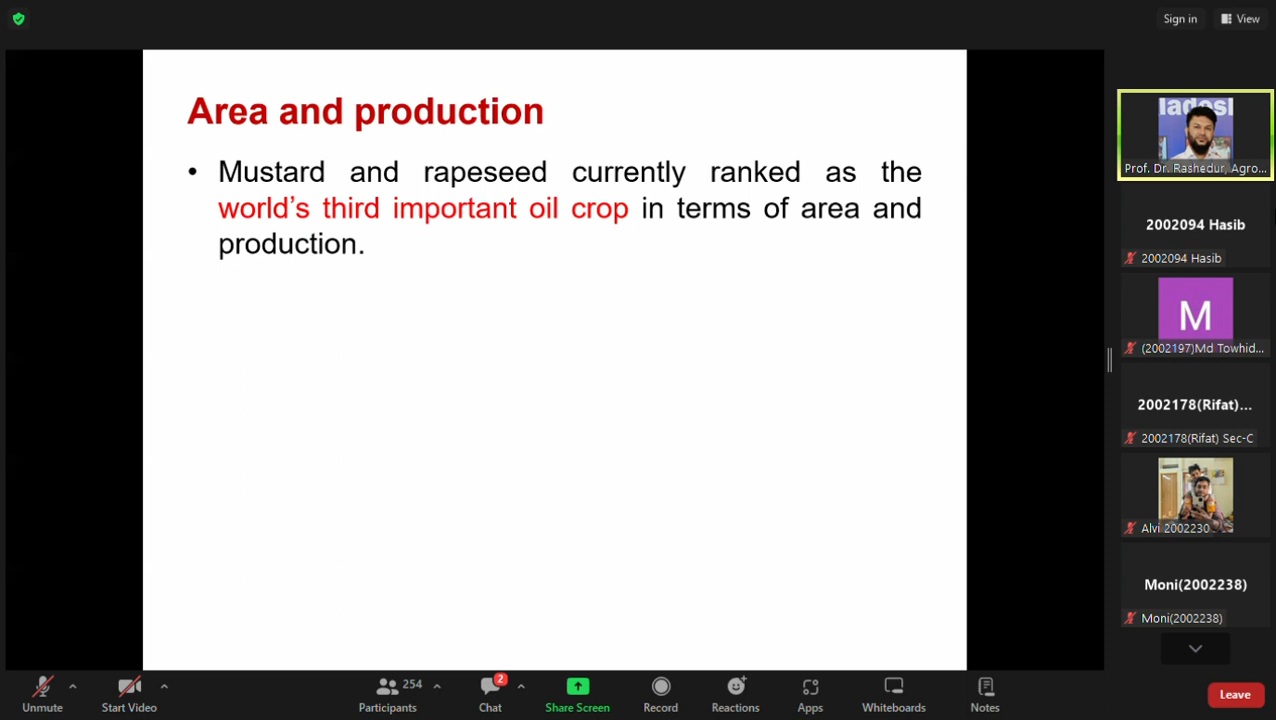 Sign in
View
Area and production
• Mustard and rapeseed currently ranked as the
world's third important oil crop in terms of area and
production.
ladesl
Prof. Dr. Rashedur, Agro...
2002094 Hasib
2002094 Hasib
M
(2002197)Md Towhid...
2002178(Rifat)...
2002178(Rifat) Sec-C
Alvi 2002230
Moni(2002238)
Moni(2002238)
Unmute
Start Video
254
Participants
2
Chat
Share Screen
Record
Reactions
Apps
Whiteboards
Notes
Leave